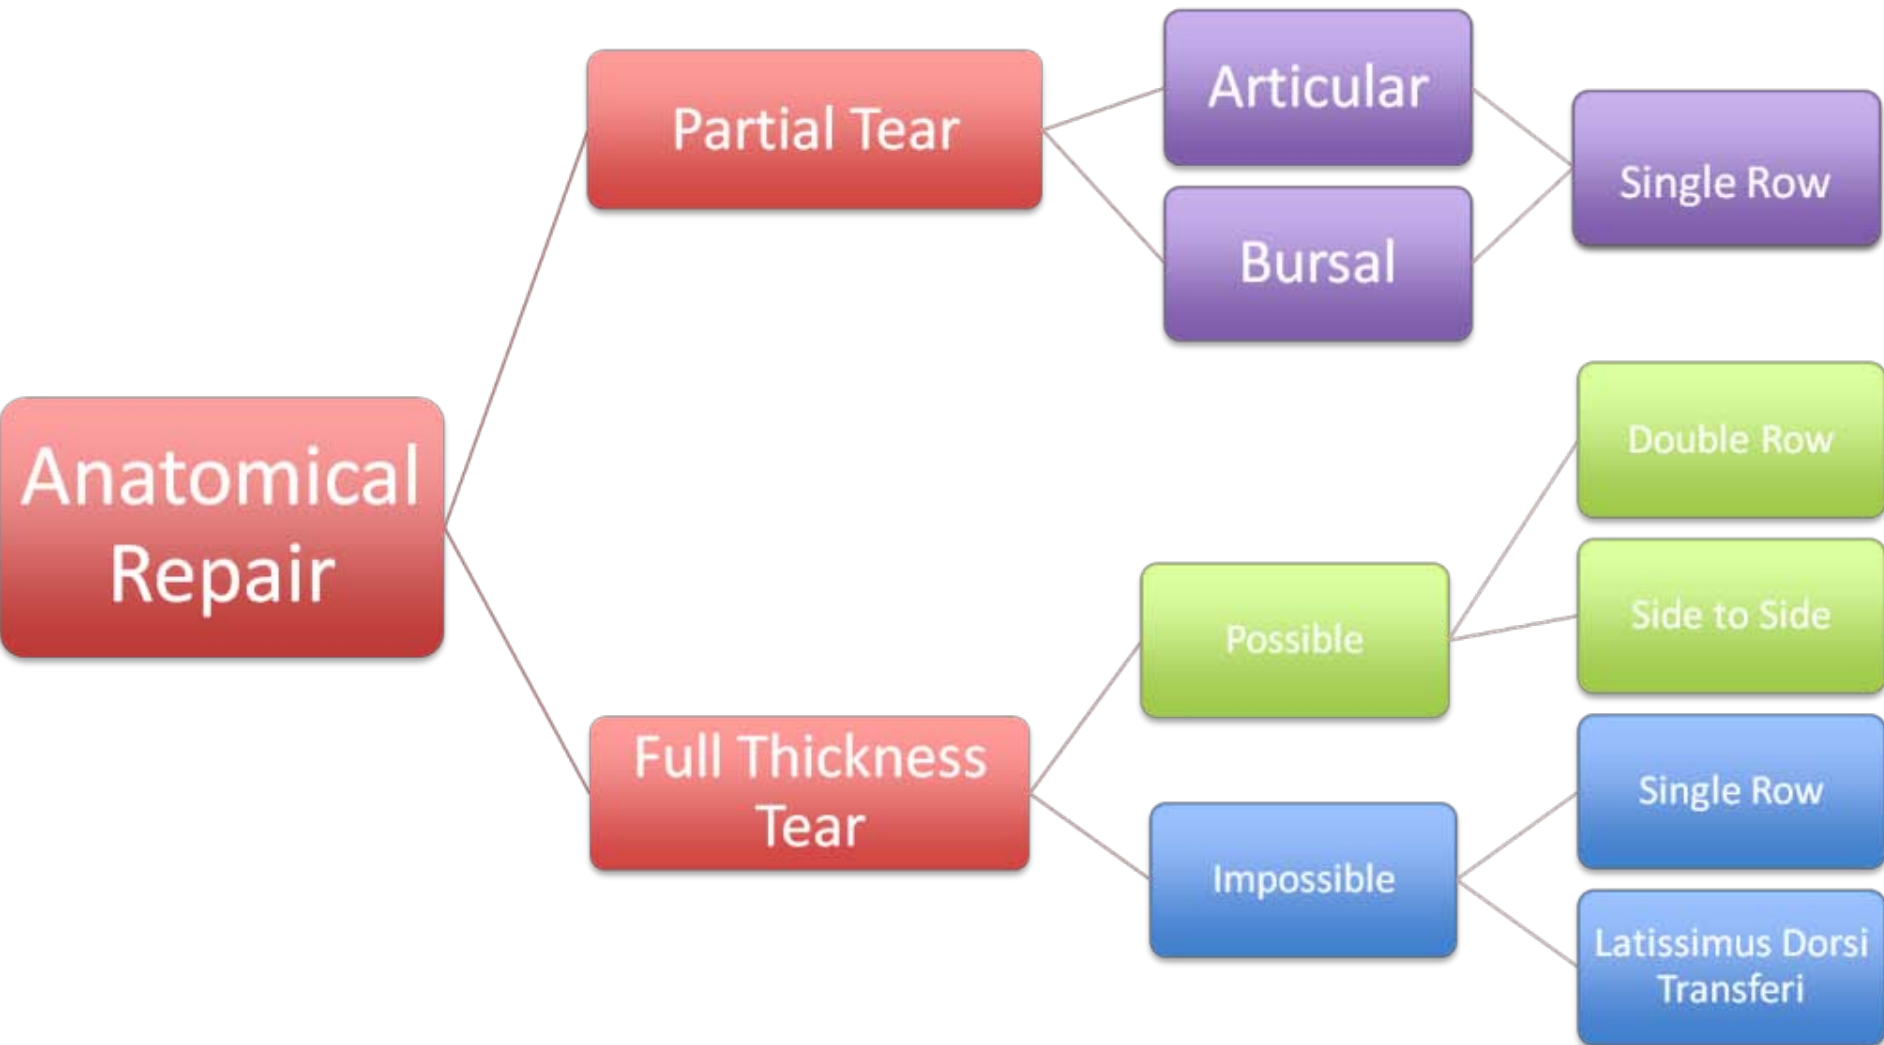 Anatomical
Repair
Partial Tear
Articular
Bursal
Single Row
Full Thickness
Tear
Possible
Double Row
Side to Side
Impossible
Single Row
Latissimus Dorsi
Transferi